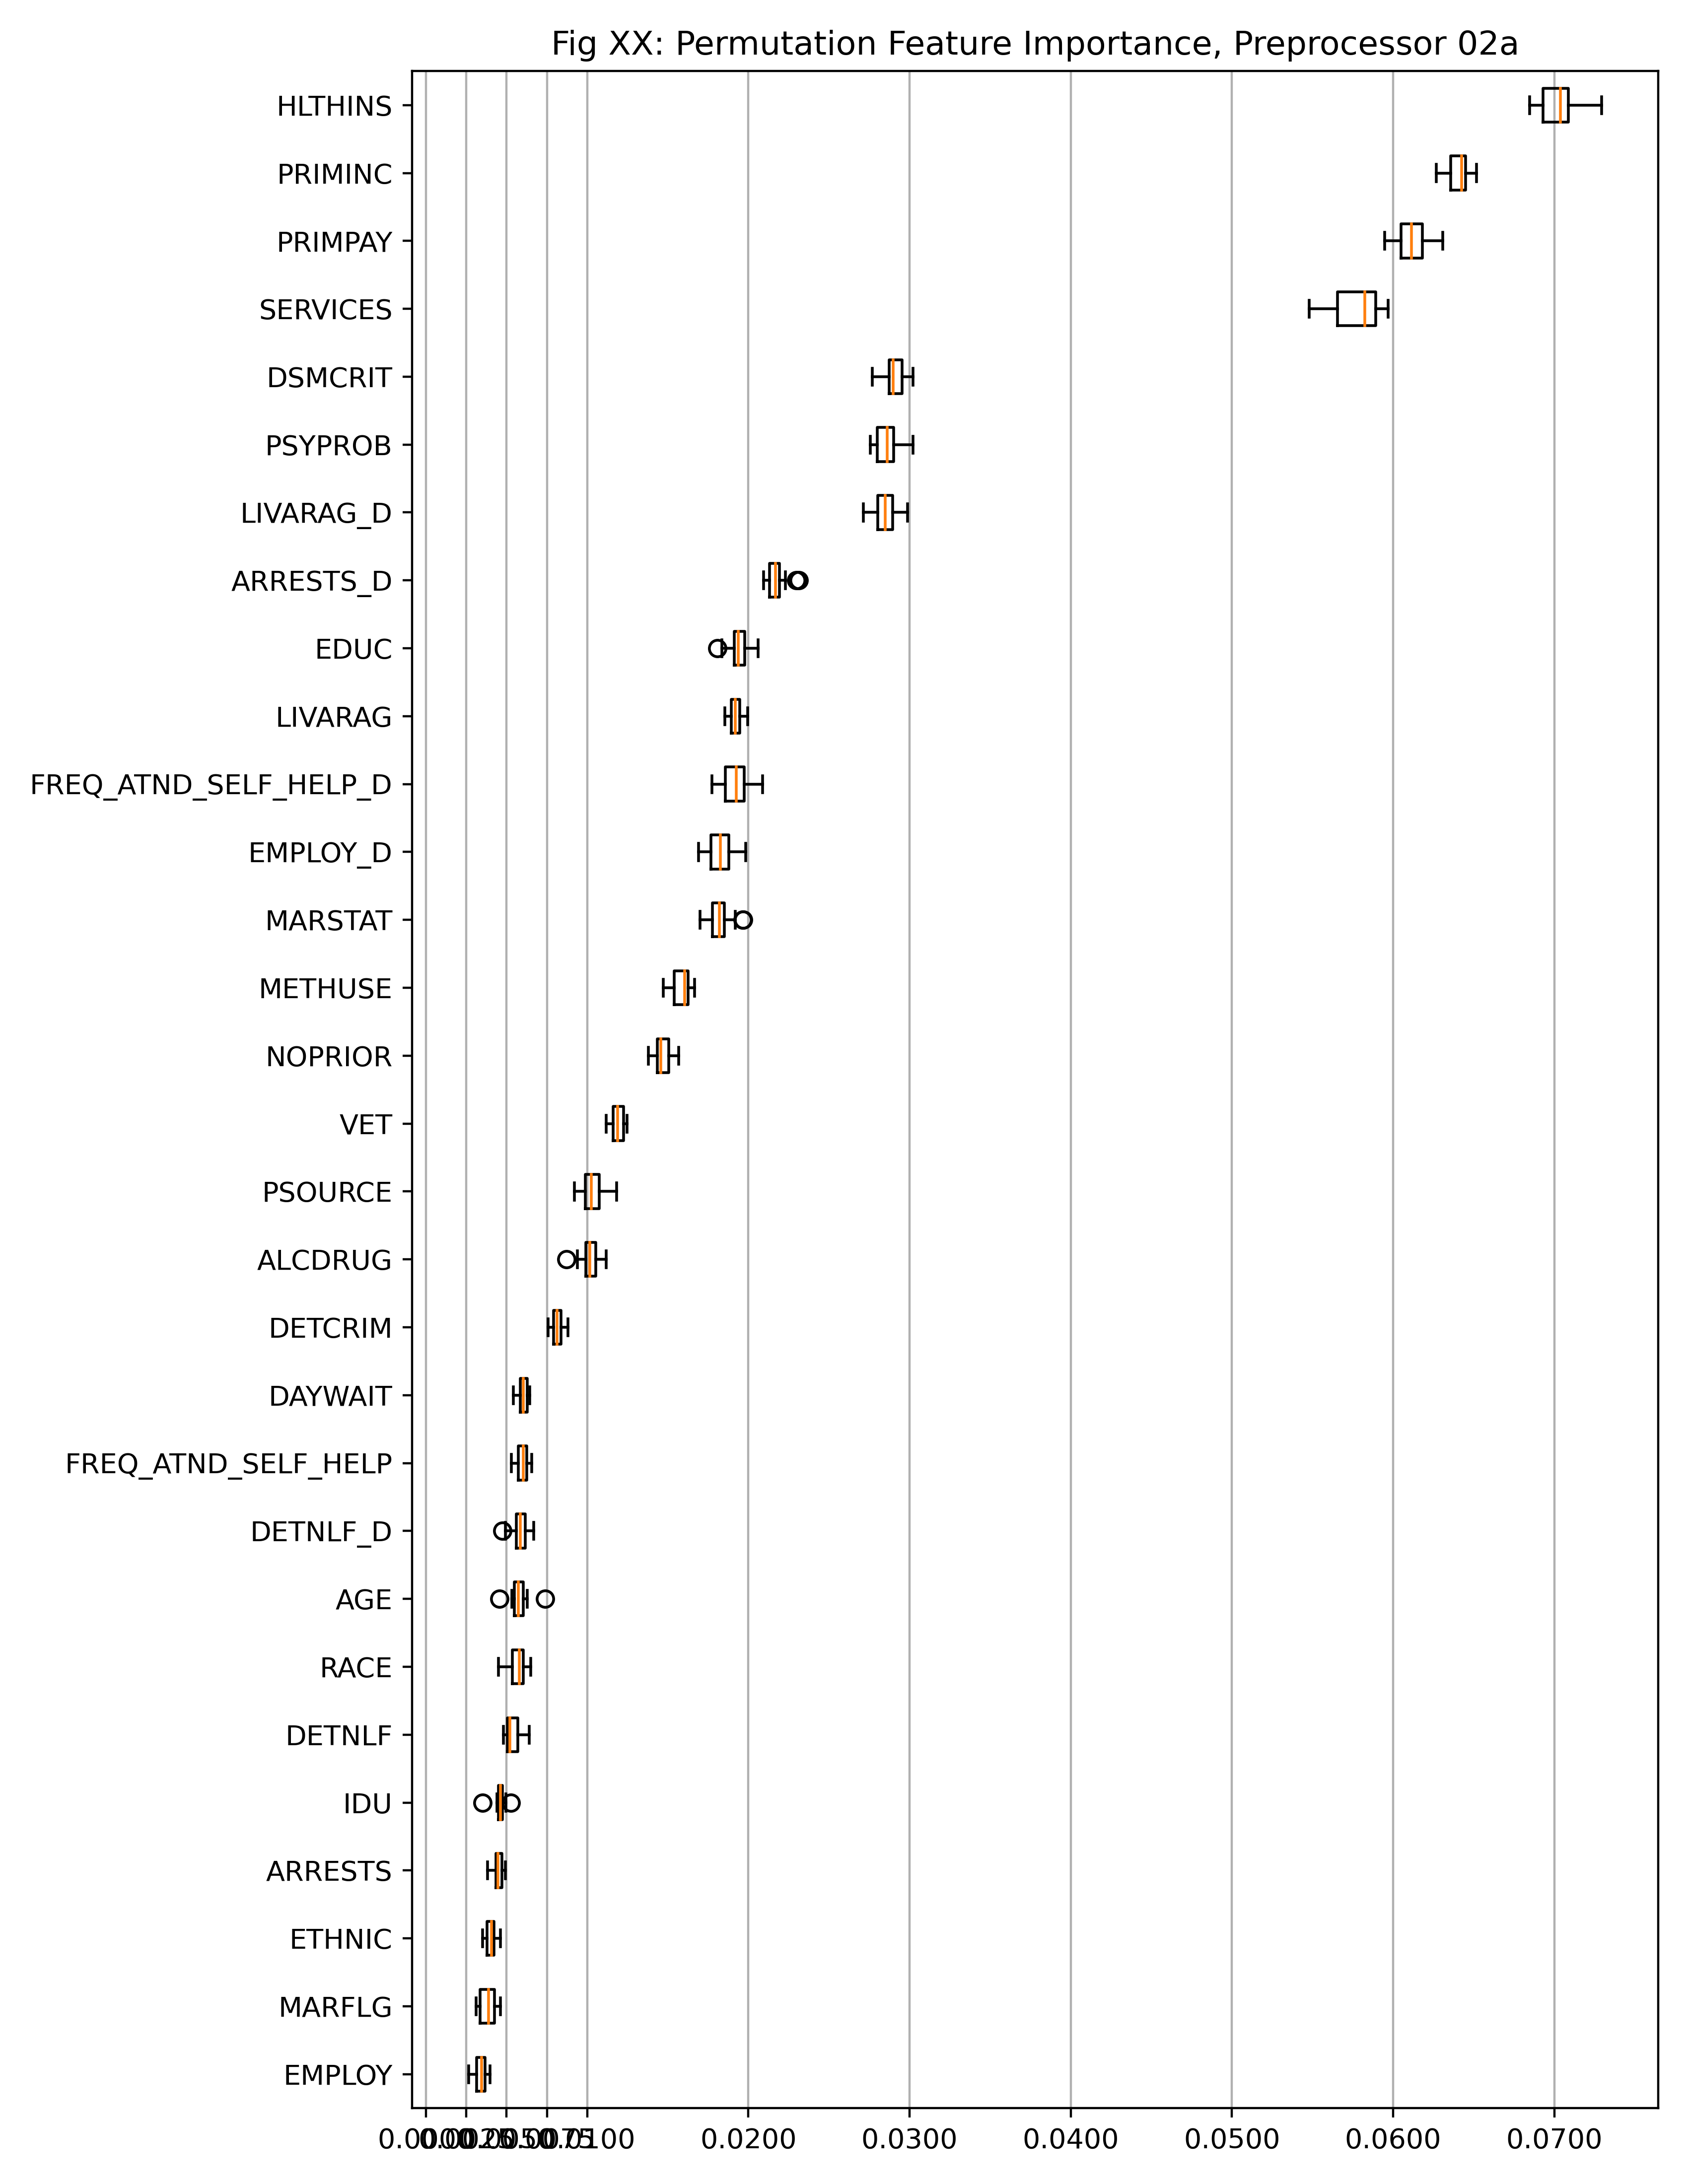 Fig XX: Permutation Feature Importance, Preprocessor 02a
HLTHINS
PRIMINC
PRIMPAY
SERVICES
DSMCRIT
PSYPROB
LIVARAG_D
ARRESTS_D
EDUC
LIVARAG
FREQ_ATND_SELF_HELP_D
EMPLOY_D
MARSTAT
METHUSE
NOPRIOR
VET
PSOURCE
ALCDRUG
DETCRIM
DAYWAIT
FREQ_ATND_SELF_HELP
DETNLF_D
AGE
RACE
DETNLF
IDU
ARRESTS
ETHNIC
MARFLG
EMPLOY
0.0200 0.0300 0.0400 0.0500 0.0600 0.0700